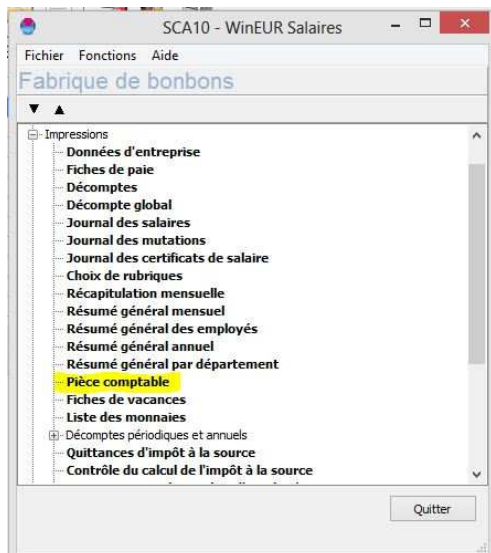 SCA10 - WinEUR Salaires
Fichier Fonctions Aide
Fabrique de bonbons
Impressions
Données d'entreprise
Fiches de paie
Décomptes
Décompte global
Journal des salaires
Journal des mutations
Journal des certificats de salaire
Choix de rubriques
Récapitulation mensuelle
Résumé général mensuel
Résumé général des employés
Résumé général annuel
Résumé général par département
Pièce comptable
Fiches de vacances
Liste des monnaies
Décomptes périodiques et annuels
Quittances d'impôt à la source
Contrôle du calcul de l'impôt à la source
Quitter